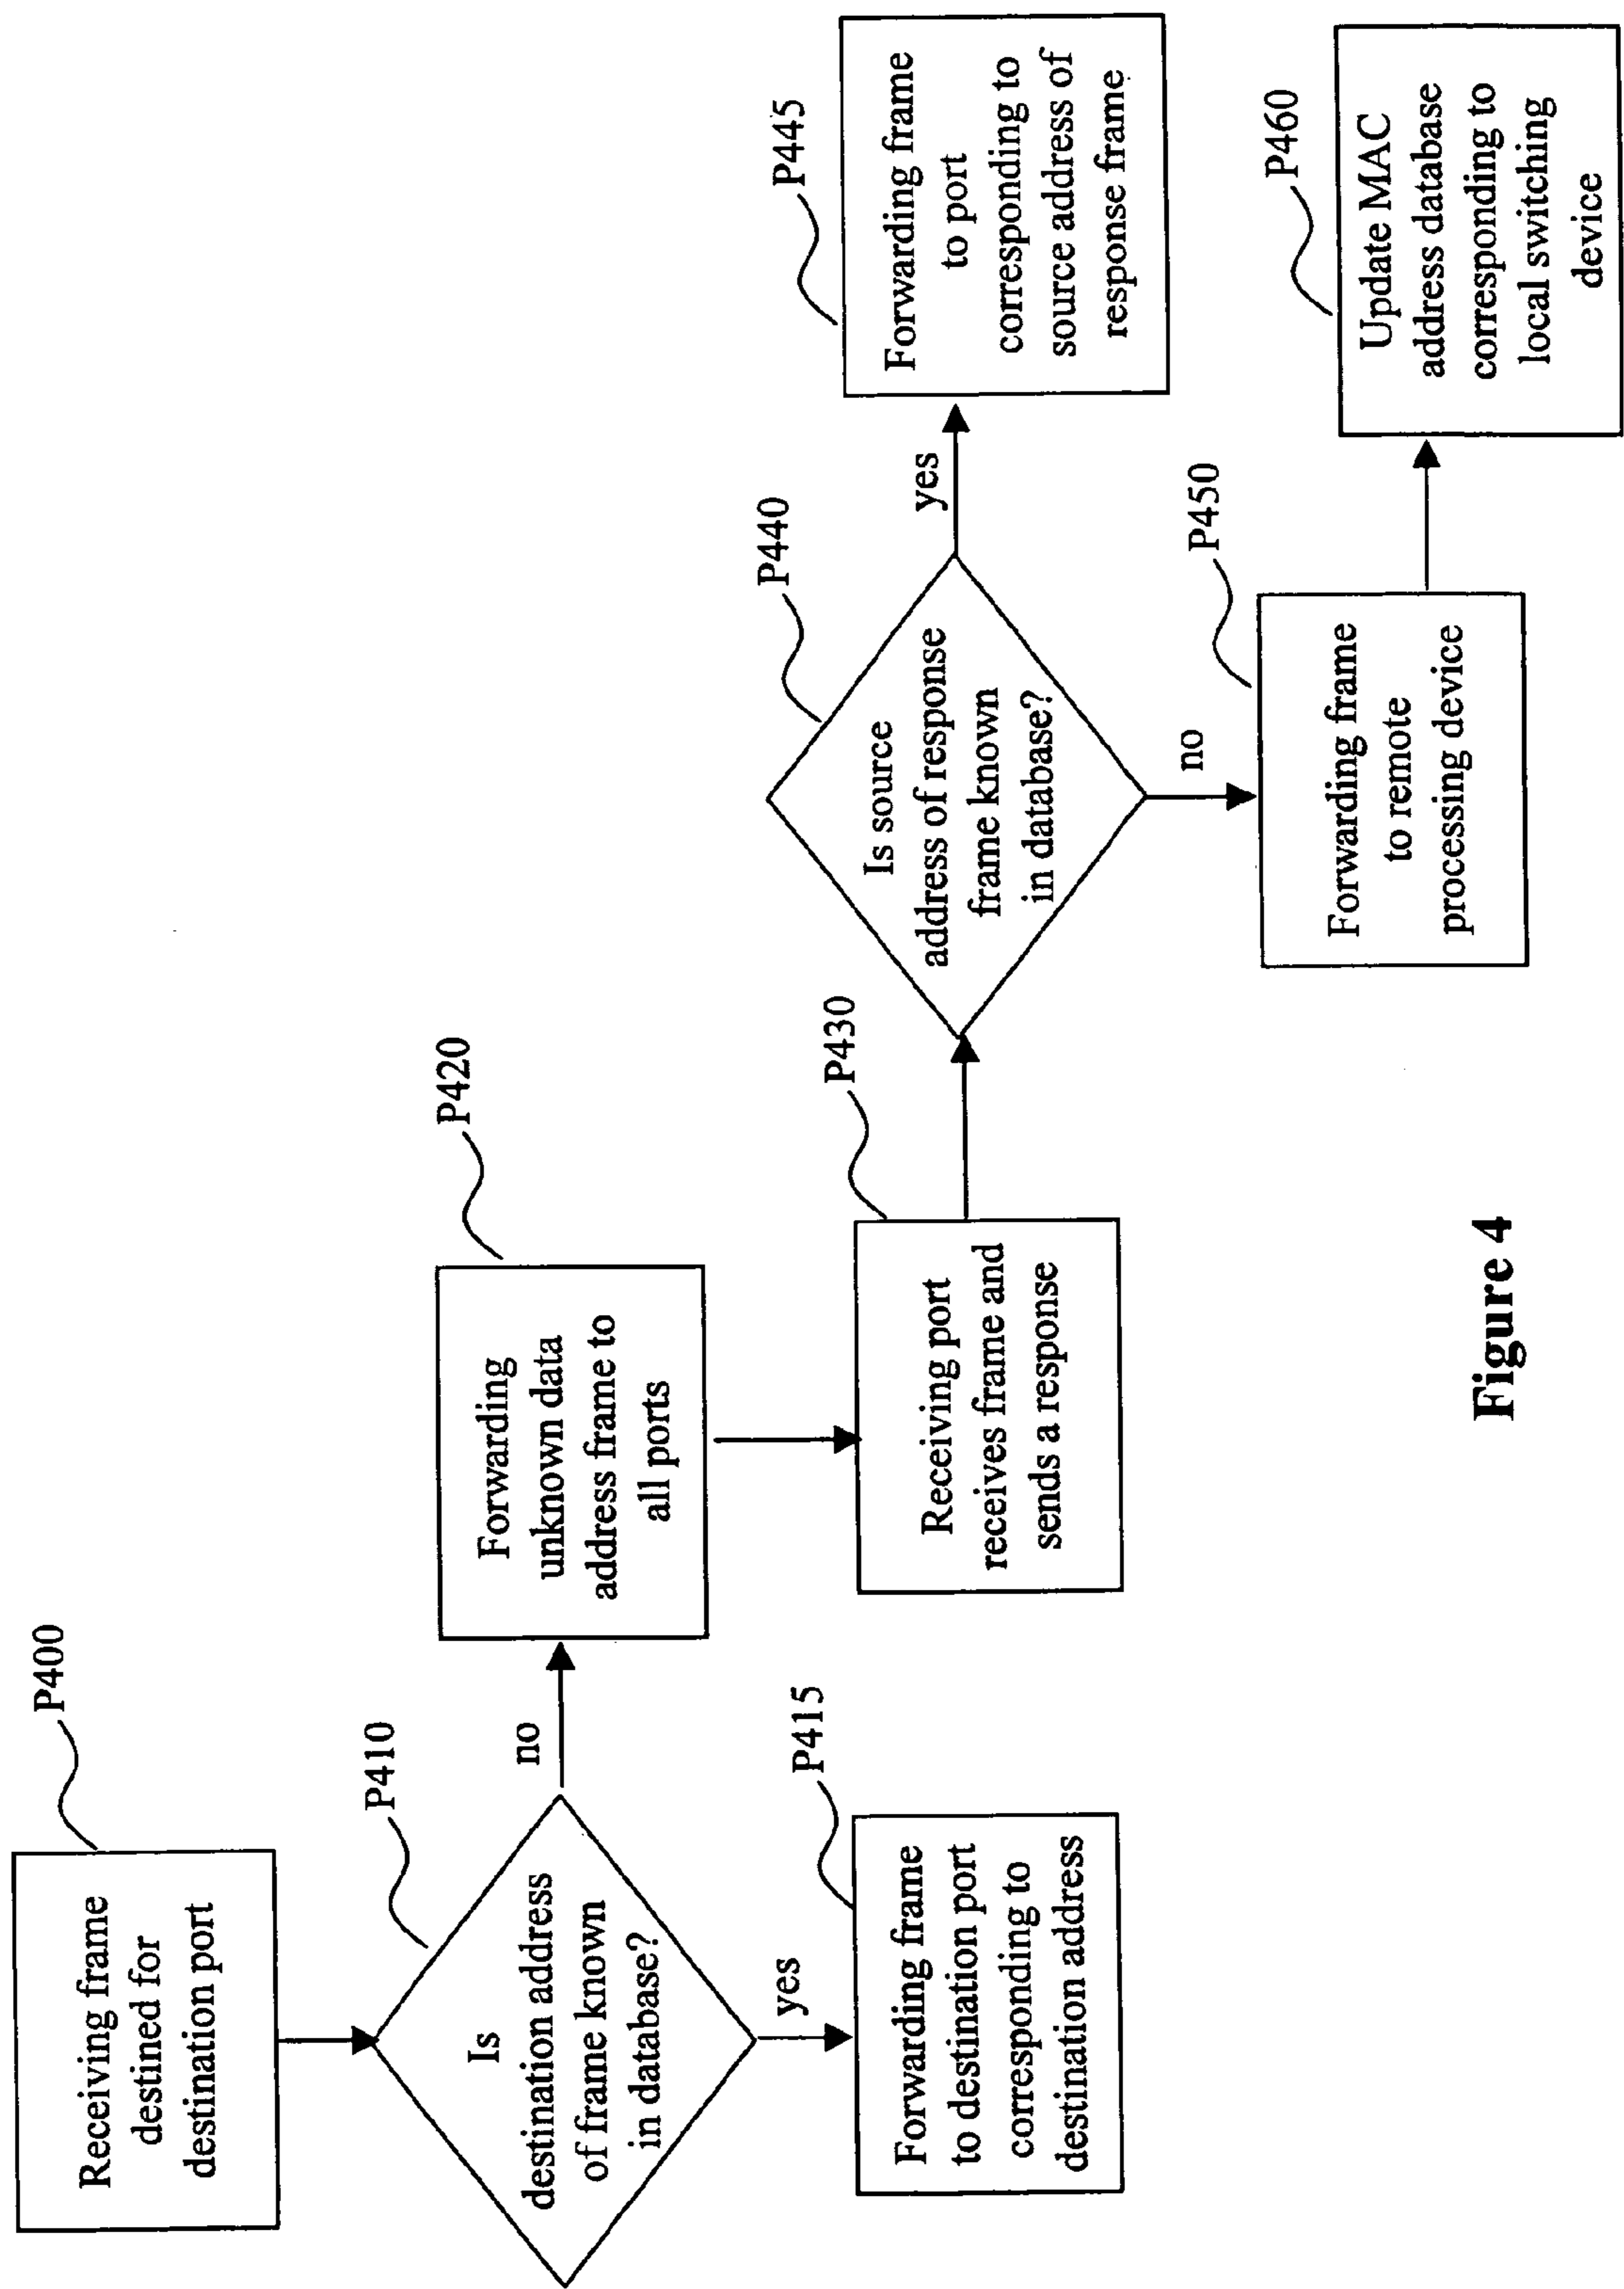 P400
Receiving frame
destined for
destination port
P410
Is
destination address
of frame known
in database?
no
yes
P415
Forwarding frame
to destination port
corresponding to
destination address
P420
Forwarding
unknown data
address frame to
all ports
P430
Receiving port
receives frame and
sends a response
P440
Is source
address of response
frame known
in database?
yes
no
P445
Forwarding frame
to port
corresponding to
source address of
response frame
P450
Forwarding frame
to remote
processing device
P460
Update MAC
address database
corresponding to
local switching
device
Figure 4